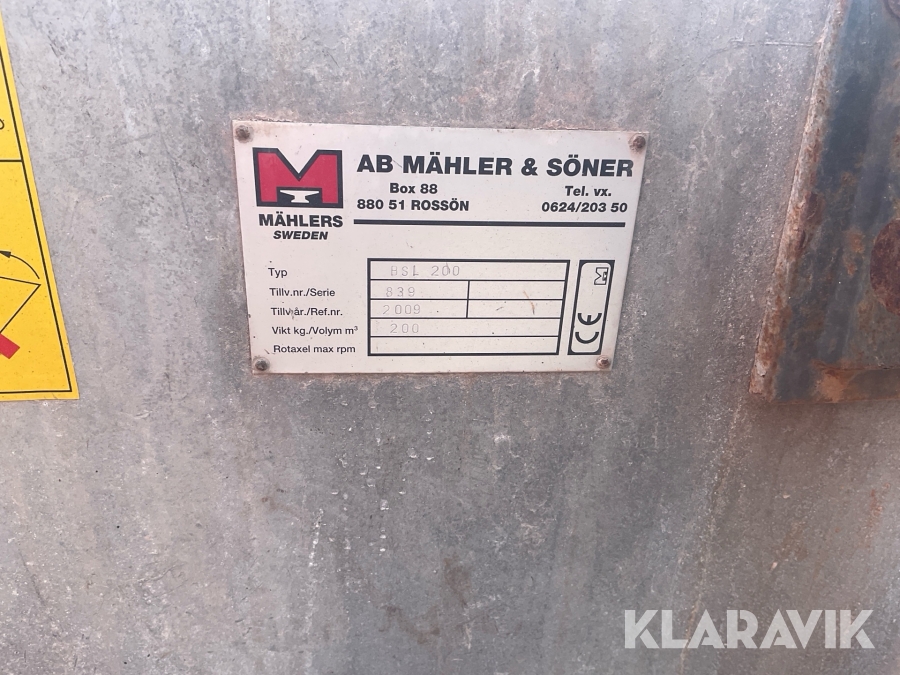 M
AB MÄHLER & SÖNER
Box 88
880 51 ROSSÖN
Tel. vx.
0624/203 50
MÄHLERS
SWEDEN
Typ
HSL 200
Tillv.nr./Serie
839
Tillv.år./Ref.nr.
2009
Vikt kg./Volym m³
200
Rotaxel max rpm
M
CE
KLARAVIK